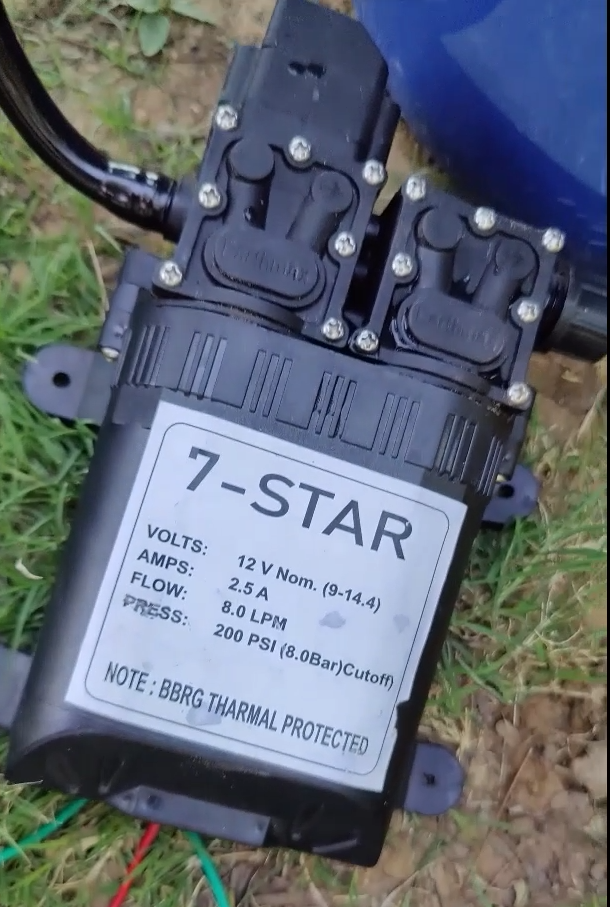 7-STAR
VOLTS: 12 V Nom. (9-14.4)
AMPS: 2.5 A
FLOW: 8.0 LPM
PRESS: 200 PSI (8.0Bar)Cutoff)
NOTE : BBRG THARMAL PROTECTED